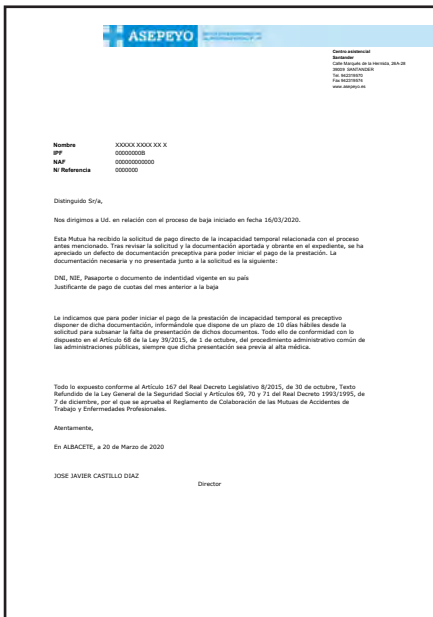 ASEPEYO
Centro asistencial
Santander
Calle Marqués de la Hermida, 26A-28
39009 SANTANDER
www.asepeyo.es
Nombre XXXXX XXXX XX X
IPF 00000000B
NAF 000000000000
N/ Referencia 0000000
Distinguido Sr/a,
Nos dirigimos a Ud. en relación con el proceso de baja iniciado en fecha 16/03/2020.
Esta Mutua ha recibido la solicitud de pago directo de la incapacidad temporal relacionada con el proceso
antes mencionado. Tras revisar la solicitud y la documentación aportada y obrante en el expediente, se ha
apreciado un defecto de documentación preceptiva para poder iniciar el pago de la prestación. La
documentación necesaria y no presentada junto a la solicitud es la siguiente:
DNI, NIE, Pasaporte o documento de indentidad vigente en su país
Justificante de pago de cuotas del mes anterior a la baja
Le indicamos que para poder iniciar el pago de la prestación de incapacidad temporal es preceptivo
disponer de dicha documentación, informándole que dispone de un plazo de 10 días hábiles desde la
solicitud para subsanar la falta de presentación de dichos documentos. Todo ello de conformidad con lo
dispuesto en el Artículo 68 de la Ley 39/2015, de 1 de octubre, del procedimiento administrativo común de
las administraciones públicas, siempre que dicha presentación sea previa al alta médica.
Todo lo expuesto conforme al Artículo 167 del Real Decreto Legislativo 8/2015, de 30 de octubre, Texto
Refundido de la Ley General de la Seguridad Social y Artículos 69, 70 y 71 del Real Decreto 1993/1995, de
7 de diciembre, por el que se aprueba el Reglamento de Colaboración de las Mutuas de Accidentes de
Trabajo y Enfermedades Profesionales.
Atentamente,
En ALBACETE, a 20 de Marzo de 2020
JOSE JAVIER CASTILLO DIAZ
Director